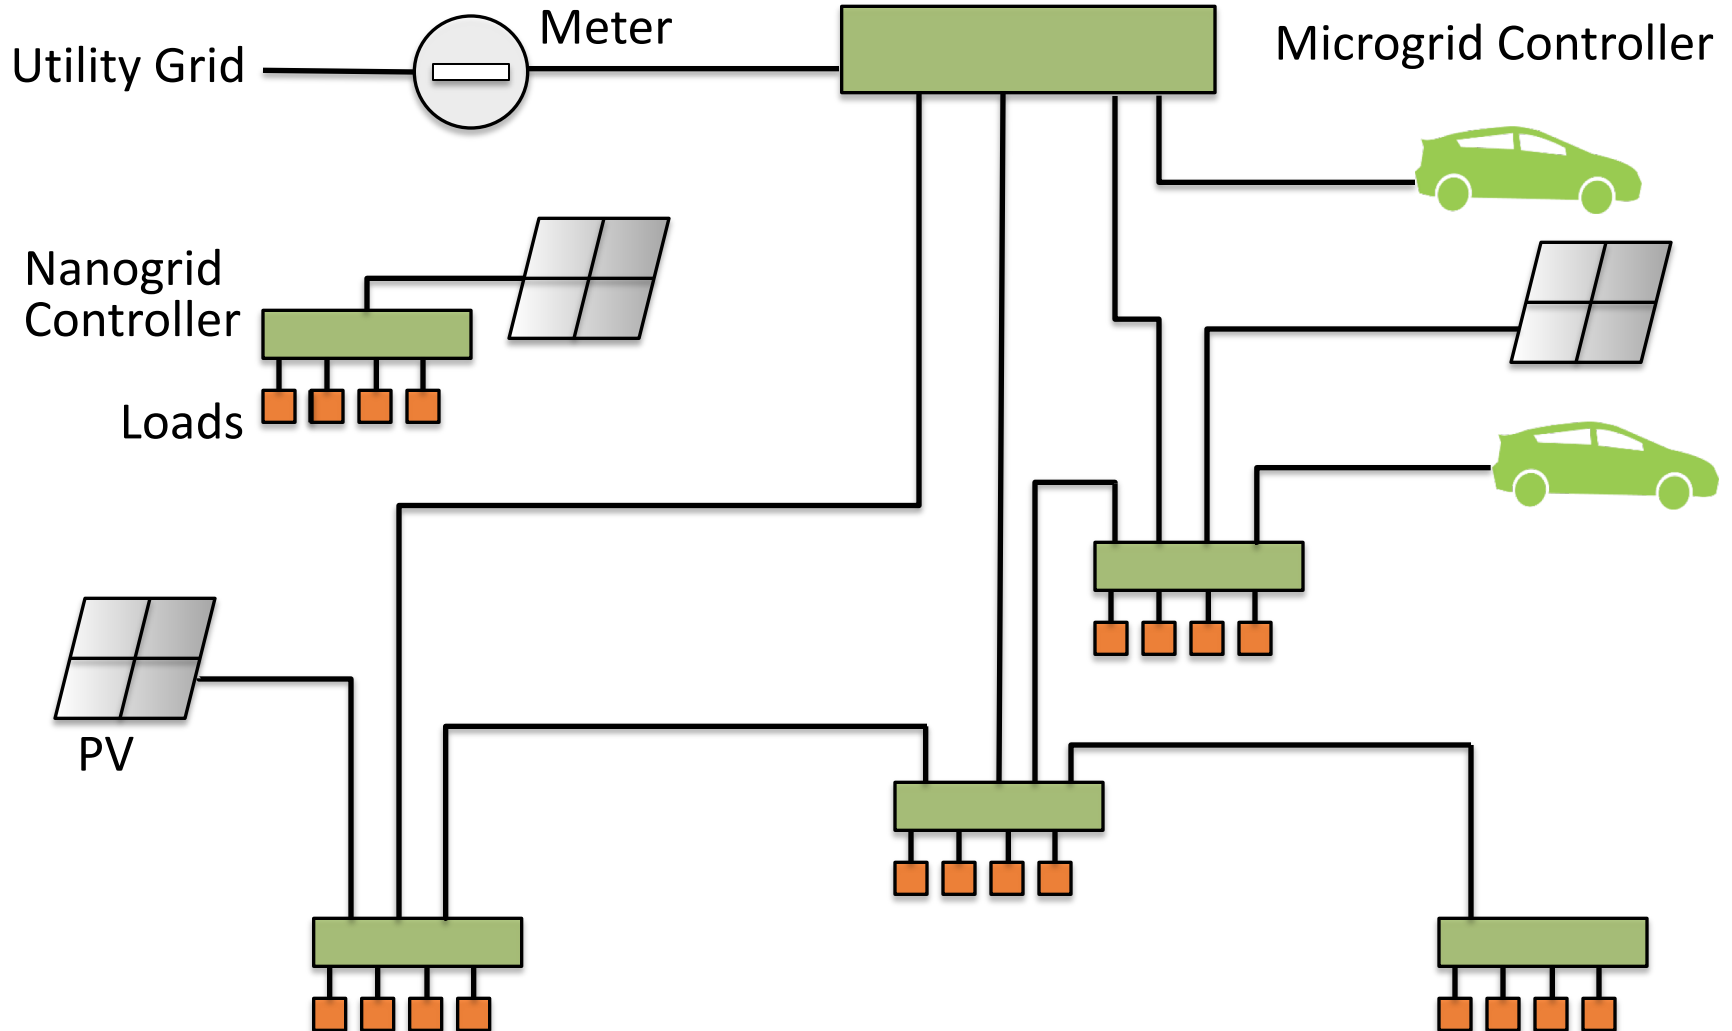 Meter
Microgrid Controller
Utility Grid
Nanogrid
Controller
Loads
PV